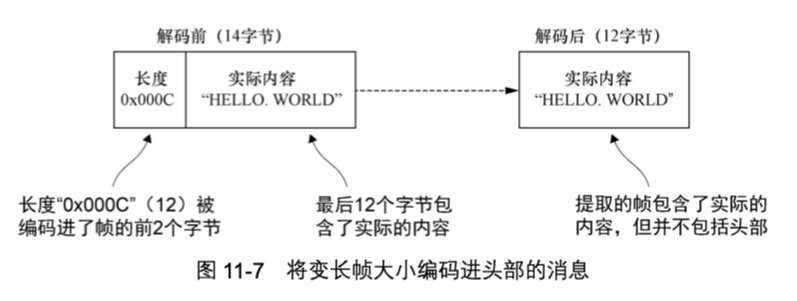 解码前（14字节）
解码后（12字节）
长度
0x000C
实际内容
“HELLO. WORLD”
实际内容
“HELLO. WORLD”
长度“0x000C”（12）被
编码进了帧的前2个字节
最后12个字节包
含了实际的内容
提取的帧包含了实际的
内容，但并不包括头部
图 11-7 将变长帧大小编码进头部的消息